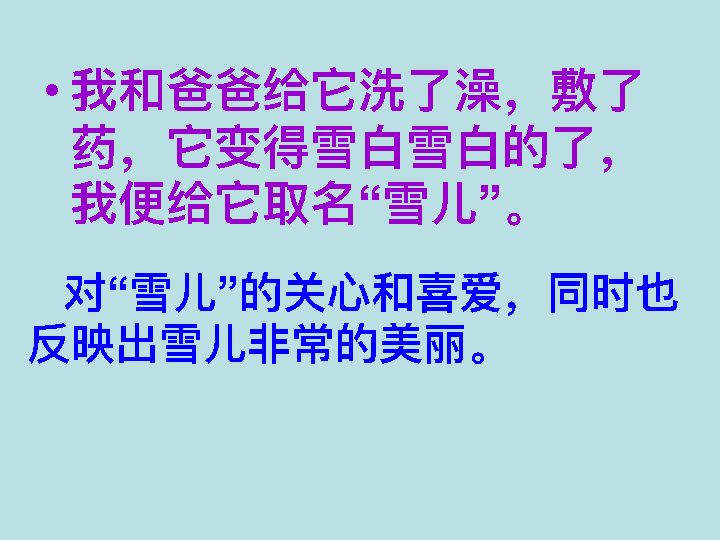 • 我和爸爸给它洗了澡，敷了
药，它变得雪白雪白的了，
我便给它取名“雪儿”。
对“雪儿”的关心和喜爱，同时也
反映出雪儿非常的美丽。